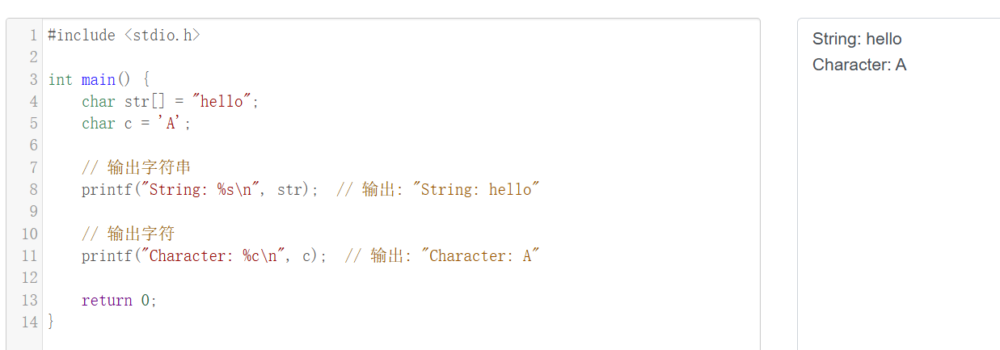 1 #include <stdio.h>
2
3 int main() {
4     char str[] = "hello";
5     char c = 'A';
6
7     // 输出字符串
8     printf("String: %s\n", str);  // 输出: "String: hello"
9
10     // 输出字符
11     printf("Character: %c\n", c);  // 输出: "Character: A"
12
13     return 0;
14 }
String: hello
Character: A